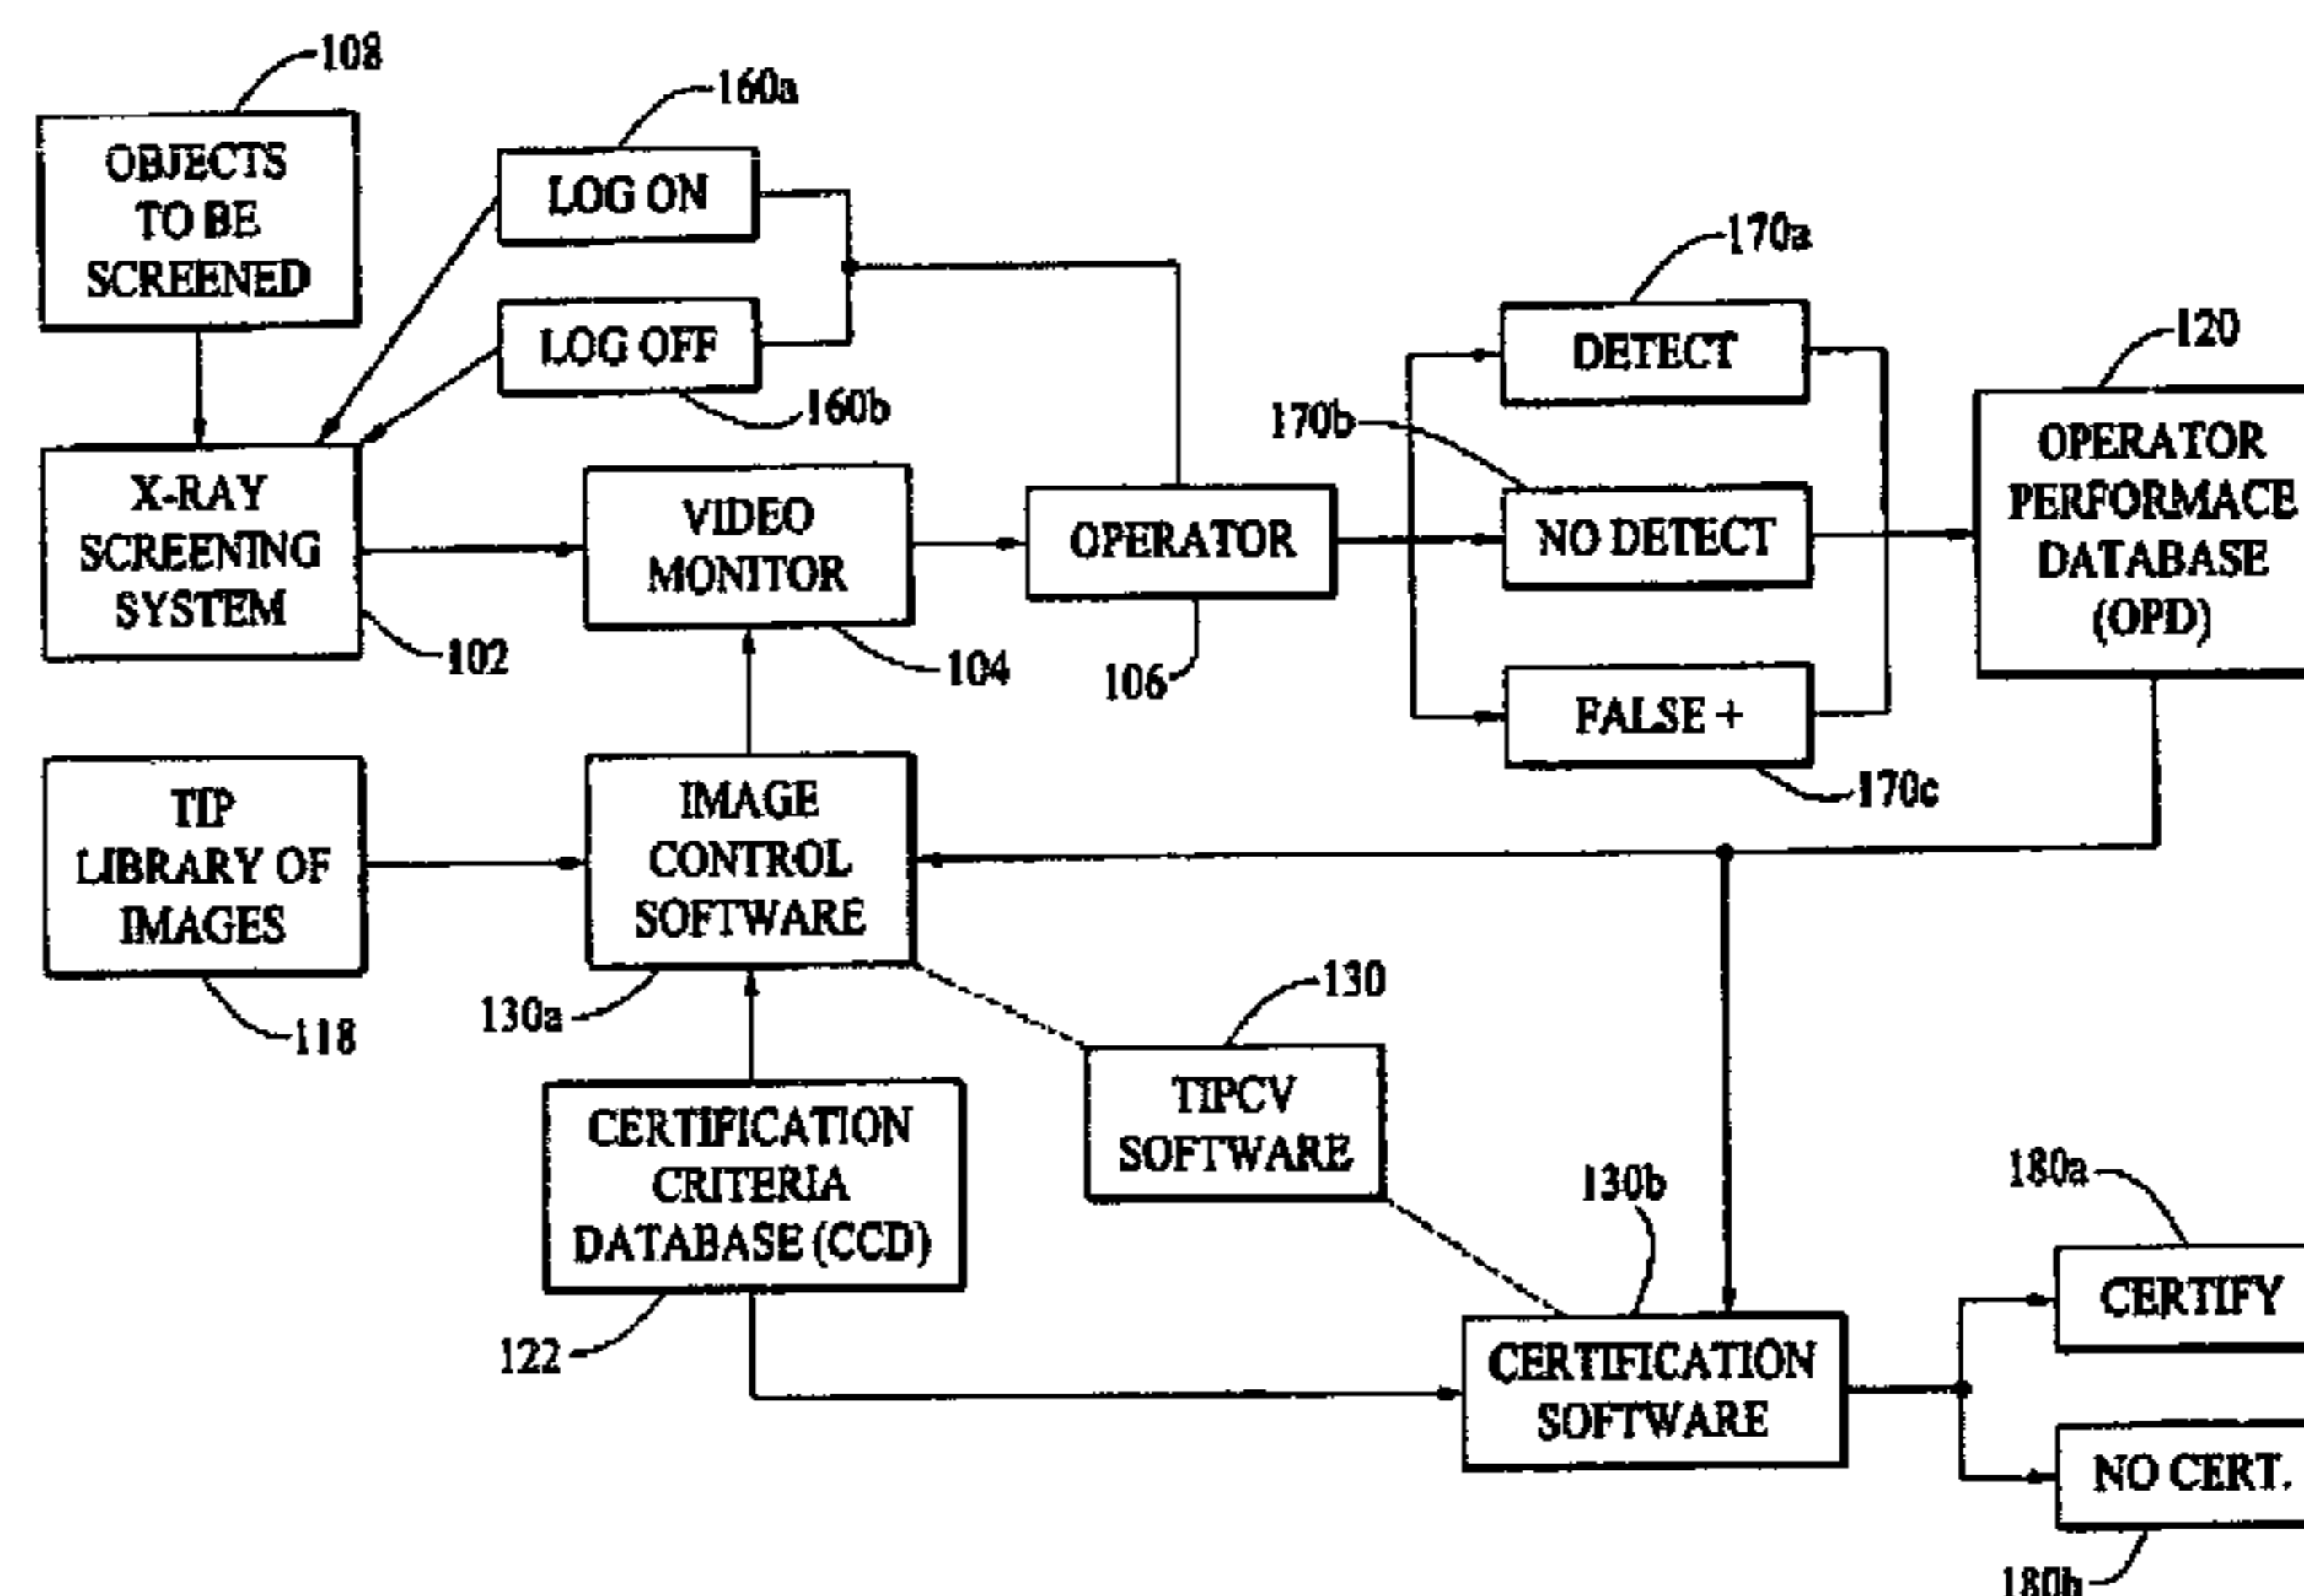 108
OBJECTS
TO BE
SCREENED
160a
LOG ON
LOG OFF
160b
X-RAY
SCREENING
SYSTEM
102
VIDEO
MONITOR
104
OPERATOR
106
170a
DETECT
170b
NO DETECT
FALSE +
170c
120
OPERATOR
PERFORMACE
DATABASE
(OPD)
TIP
LIBRARY OF
IMAGES
118
IMAGE
CONTROL
SOFTWARE
130a
130
TIPCV
SOFTWARE
CERTIFICATION
CRITERIA
DATABASE (CCD)
122
130b
CERTIFICATION
SOFTWARE
180a
CERTIFY
NO CERT.
180b